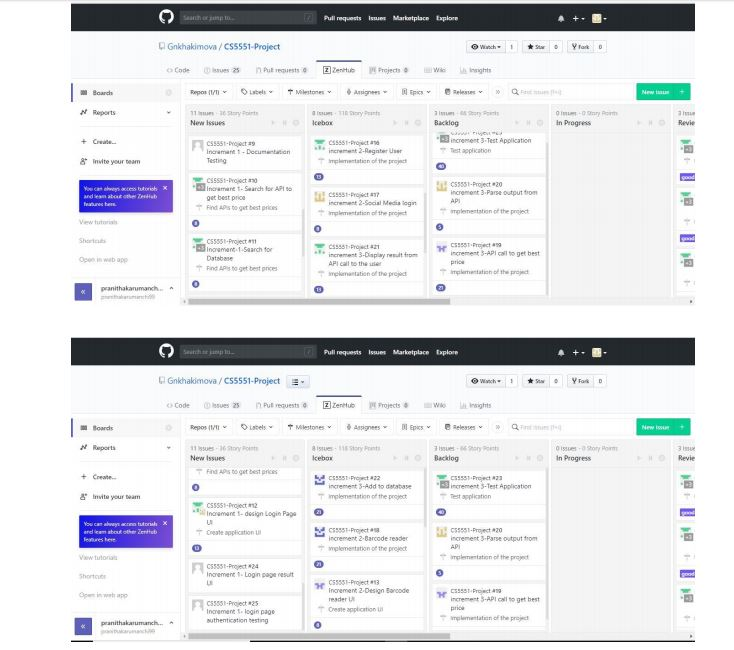 Search or jump to... / Pull requests Issues Marketplace Explore
Gnkhakimova / CS5551-Project
Watch 1 Star 0 Fork 0
Code Issues 25 Pull requests 0 ZenHub Projects 0 Wiki Insights
Boards
Repos (1/1) Labels Milestones Assignees Epics Releases Find Issues New Issue +
Reports
+ Create...
Invite your team
You can always access tutorials and learn about other ZenHub features here. ×
View tutorials
Shortcuts
Open in web app
pranithakarumanch...
pranithakarumanchi99
11 Issues - 36 Story Points
New Issues
CS5551-Project #9
Increment 1 - Documentation
Testing
CS5551-Project #10
Increment 1- Search for API to
get best price
Find APIs to get best prices
8
CS5551-Project #11
Increment-1-Search for
Database
Find APIs to get best prices
8
8 Issues - 118 Story Points
Icebox
CS5551-Project #16
increment 2-Register User
Implementation of the project
13
CS5551-Project #17
increment 2-Social Media login
Implementation of the project
8
CS5551-Project #21
increment 3-Display result from
API call to the user
Implementation of the project
13
3 Issues - 66 Story Points
Backlog
CS5551-Project #23
increment 3-Test Application
Test application
40
CS5551-Project #20
increment 3-Parse output from
API
Implementation of the project
5
CS5551-Project #19
increment 3-API call to get best
price
Implementation of the project
21
0 Issues - 0 Story Points
In Progress
3 Issue
Revie
good
good
Search or jump to... / Pull requests Issues Marketplace Explore
Gnkhakimova / CS5551-Project
Watch 1 Star 0 Fork 0
Code Issues 25 Pull requests 0 ZenHub Projects 0 Wiki Insights
Boards
Repos (1/1) Labels Milestones Assignees Epics Releases Find Issues New Issue +
Reports
+ Create...
Invite your team
You can always access tutorials and learn about other ZenHub features here. ×
View tutorials
Shortcuts
Open in web app
pranithakarumanch...
pranithakarumanchi99
11 Issues - 36 Story Points
New Issues
Find APIs to get best prices
8
CS5551-Project #12
Increment 1- design Login Page
UI
Create application UI
13
CS5551-Project #24
Increment 1- Login page result
UI
CS5551-Project #25
Increment 1- login page
authentication testing
8 Issues - 118 Story Points
Icebox
CS5551-Project #22
increment 3-Add to database
Implementation of the project
21
CS5551-Project #18
increment 2-Barcode reader
Implementation of the project
21
CS5551-Project #13
Increment 2-Design Barcode
reader UI
Create application UI
8
3 Issues - 66 Story Points
Backlog
CS5551-Project #23
increment 3-Test Application
Test application
40
CS5551-Project #20
increment 3-Parse output from
API
Implementation of the project
5
CS5551-Project #19
increment 3-API call to get best
price
Implementation of the project
0 Issues - 0 Story Points
In Progress
3 Issue
Revie
good
good